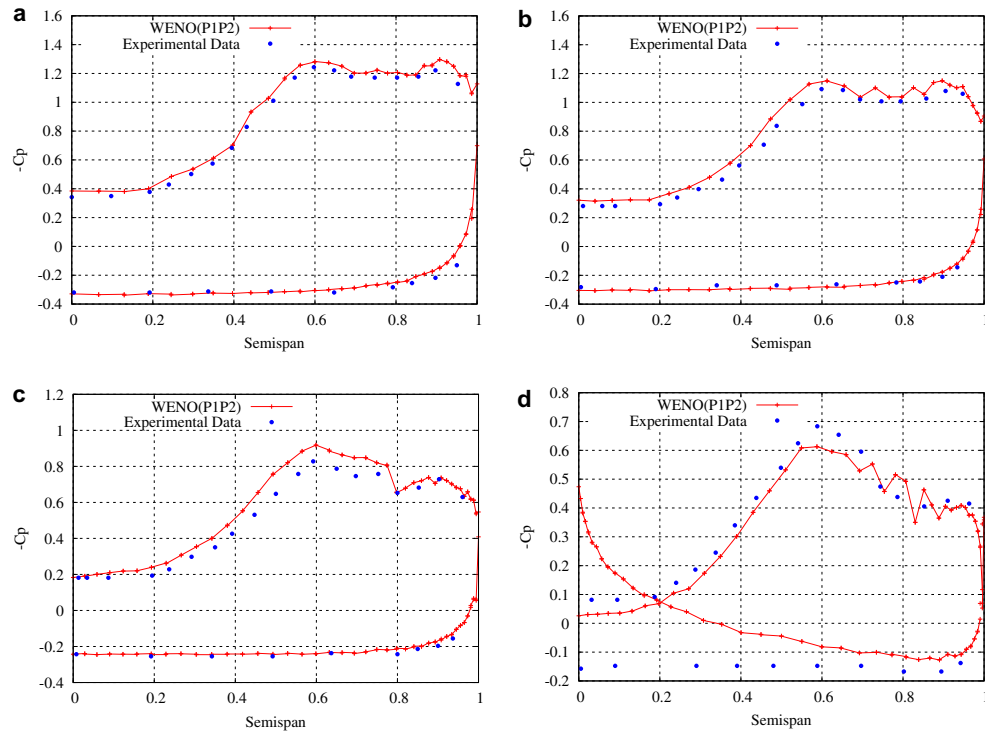 a
WENO(P1P2)
Experimental Data
1.6
1.4
1.2
1
0.8
0.6
0.4
0.2
0
-0.2
-0.4
-Cp
0 0.2 0.4 0.6 0.8 1
Semispan
b
WENO(P1P2)
Experimental Data
1.6
1.4
1.2
1
0.8
0.6
0.4
0.2
0
-0.2
-0.4
-Cp
0 0.2 0.4 0.6 0.8 1
Semispan
c
WENO(P1P2)
Experimental Data
1.2
1
0.8
0.6
0.4
0.2
0
-0.2
-0.4
-Cp
0 0.2 0.4 0.6 0.8 1
Semispan
d
WENO(P1P2)
Experimental Data
0.8
0.7
0.6
0.5
0.4
0.3
0.2
0.1
0
-0.1
-0.2
-Cp
0 0.2 0.4 0.6 0.8 1
Semispan